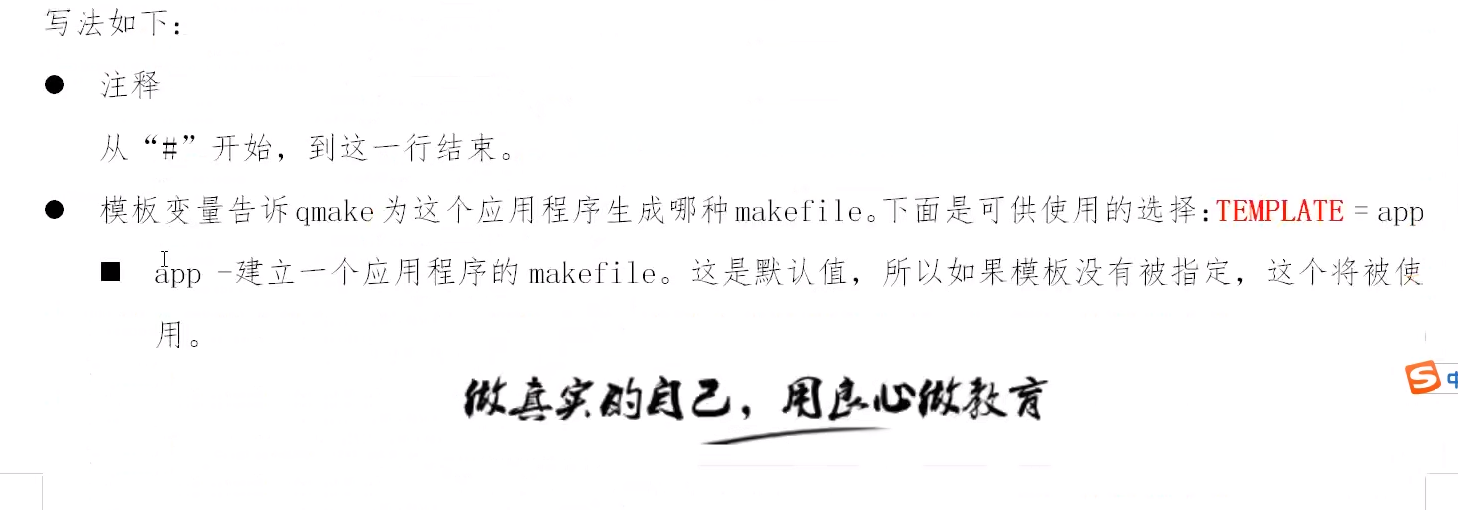 写法如下：
● 注释
从“#”开始，到这一行结束。
● 模板变量告诉qmake为这个应用程序生成哪种makefile。下面是可供使用的选择：TEMPLATE = app
■ app -建立一个应用程序的makefile。这是默认值，所以如果模板没有被指定，这个将被使
用。
做真实的自己，用良心做教育
S 中